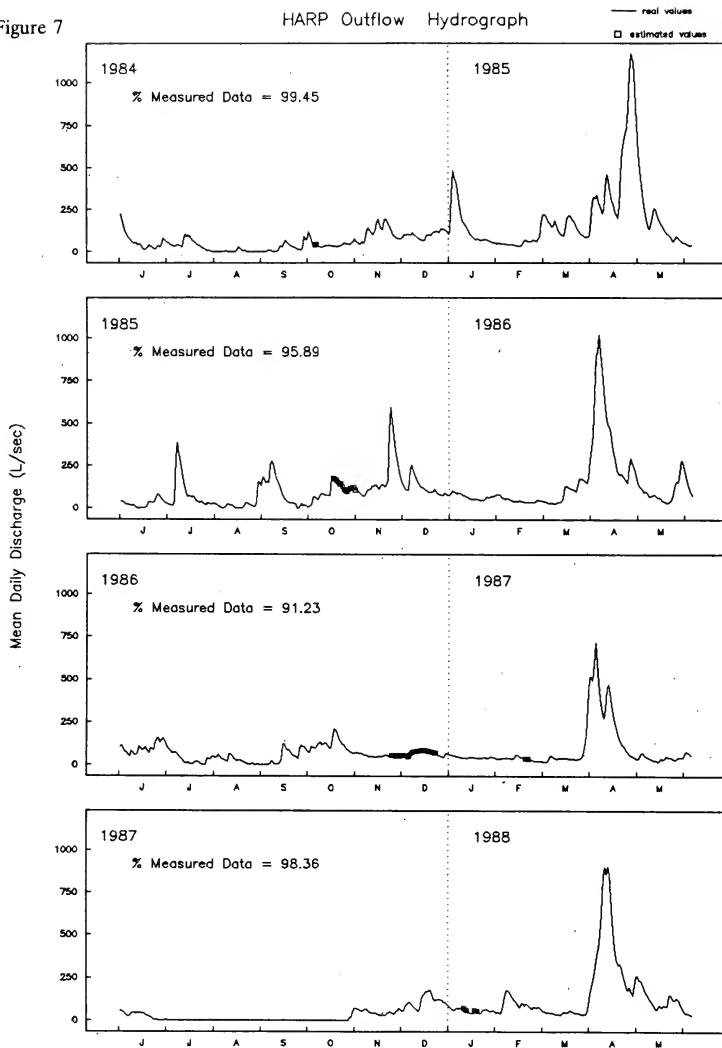 Figure 7
HARP Outflow Hydrograph
real values
estimated values
Mean Daily Discharge (L/sec)
1984 1985
% Measured Data = 99.45
1000
750
500
250
0
J J A S O N D J F M A M
1985 1986
% Measured Data = 95.89
1000
750
500
250
0
J J A S O N D J F M A M
1986 1987
% Measured Data = 91.23
1000
750
500
250
0
J J A S O N D J F M A M
1987 1988
% Measured Data = 98.36
1000
750
500
250
0
J J A S O N D J F M A M